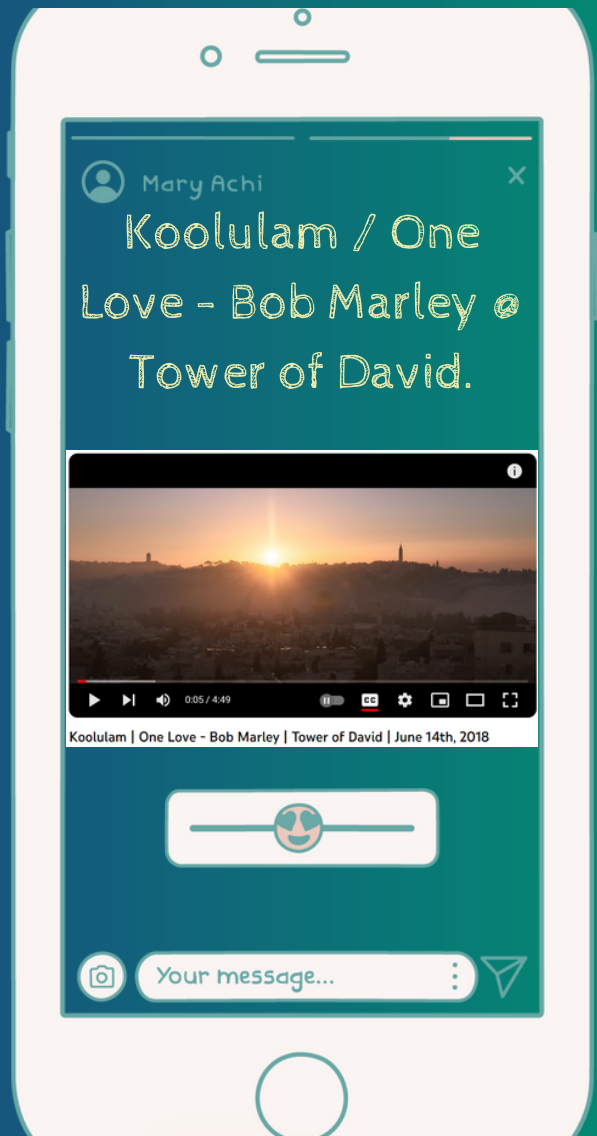 Mary Achi
Koolulam / One
Love - Bob Marley @
Tower of David.
0:05 / 4:49
CC
Koolulam | One Love - Bob Marley | Tower of David | June 14th, 2018
Your message...